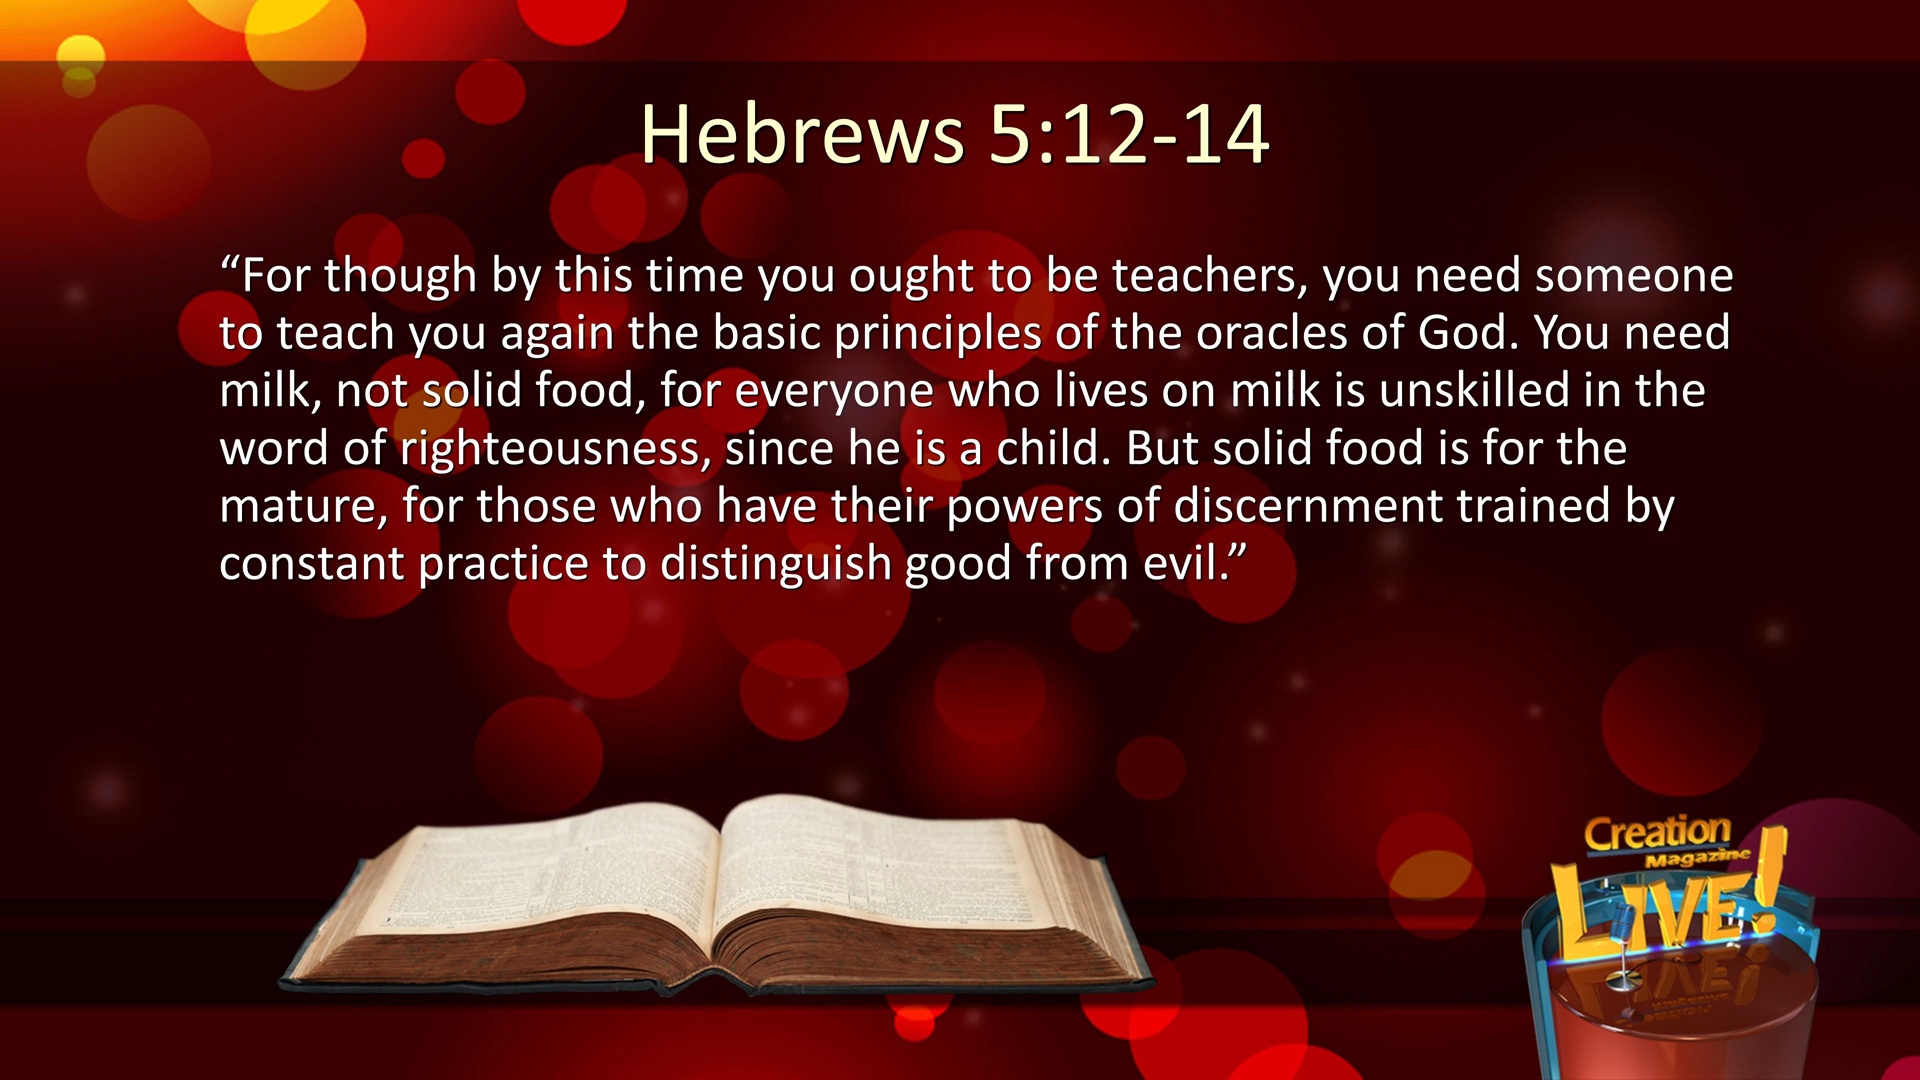 Hebrews 5:12-14
“For though by this time you ought to be teachers, you need someone
to teach you again the basic principles of the oracles of God. You need
milk, not solid food, for everyone who lives on milk is unskilled in the
word of righteousness, since he is a child. But solid food is for the
mature, for those who have their powers of discernment trained by
constant practice to distinguish good from evil.”
Creation
Magazine
LIVE!